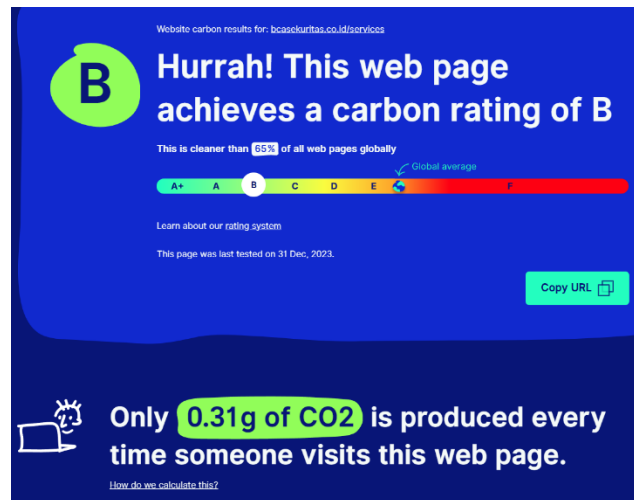 Website carbon results for: bcasekuritas.co.id/services
B
Hurrah! This web page
achieves a carbon rating of B
This is cleaner than 65% of all web pages globally
Global average
A+ A B C D E F
Learn about our rating system
This page was last tested on 31 Dec, 2023.
Copy URL
Only 0.31g of CO2 is produced every
time someone visits this web page.
How do we calculate this?